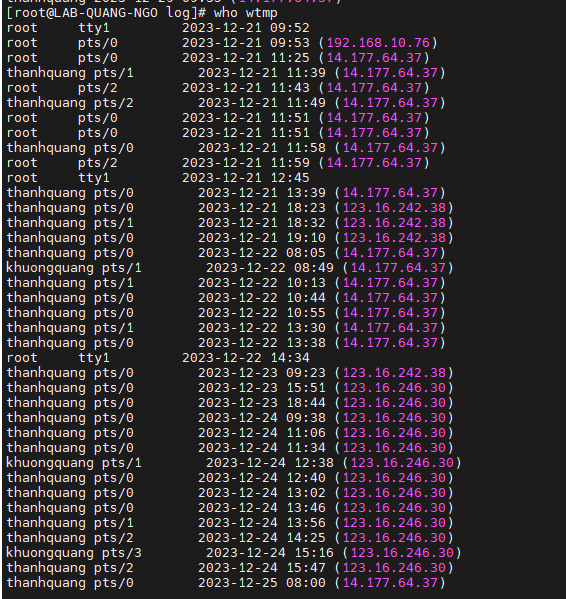 [root@LAB-QUANG-NGO log]# who wtmp
root     tty1         2023-12-21 09:52
root     pts/0        2023-12-21 09:53 (192.168.10.76)
root     pts/0        2023-12-21 11:25 (14.177.64.37)
thanhquang pts/1        2023-12-21 11:39 (14.177.64.37)
root     pts/2        2023-12-21 11:43 (14.177.64.37)
thanhquang pts/2        2023-12-21 11:49 (14.177.64.37)
root     pts/0        2023-12-21 11:51 (14.177.64.37)
root     pts/0        2023-12-21 11:51 (14.177.64.37)
thanhquang pts/0        2023-12-21 11:58 (14.177.64.37)
root     pts/2        2023-12-21 11:59 (14.177.64.37)
root     tty1         2023-12-21 12:45
thanhquang pts/0        2023-12-21 13:39 (14.177.64.37)
thanhquang pts/0        2023-12-21 18:23 (123.16.242.38)
thanhquang pts/1        2023-12-21 18:32 (123.16.242.38)
thanhquang pts/0        2023-12-21 19:10 (123.16.242.38)
thanhquang pts/0        2023-12-22 08:05 (14.177.64.37)
khuongquang pts/1        2023-12-22 08:49 (14.177.64.37)
thanhquang pts/1        2023-12-22 10:13 (14.177.64.37)
thanhquang pts/0        2023-12-22 10:44 (14.177.64.37)
thanhquang pts/0        2023-12-22 10:55 (14.177.64.37)
thanhquang pts/1        2023-12-22 13:30 (14.177.64.37)
thanhquang pts/0        2023-12-22 13:38 (14.177.64.37)
root     tty1         2023-12-22 14:34
thanhquang pts/0        2023-12-23 09:23 (123.16.242.38)
thanhquang pts/0        2023-12-23 15:51 (123.16.246.30)
thanhquang pts/0        2023-12-23 18:44 (123.16.246.30)
thanhquang pts/0        2023-12-24 09:38 (123.16.246.30)
thanhquang pts/0        2023-12-24 11:06 (123.16.246.30)
thanhquang pts/0        2023-12-24 11:34 (123.16.246.30)
khuongquang pts/1        2023-12-24 12:38 (123.16.246.30)
thanhquang pts/0        2023-12-24 12:40 (123.16.246.30)
thanhquang pts/0        2023-12-24 13:02 (123.16.246.30)
thanhquang pts/0        2023-12-24 13:46 (123.16.246.30)
thanhquang pts/1        2023-12-24 13:56 (123.16.246.30)
thanhquang pts/2        2023-12-24 14:25 (123.16.246.30)
khuongquang pts/3        2023-12-24 15:16 (123.16.246.30)
thanhquang pts/2        2023-12-24 15:47 (123.16.246.30)
thanhquang pts/0        2023-12-25 08:00 (14.177.64.37)